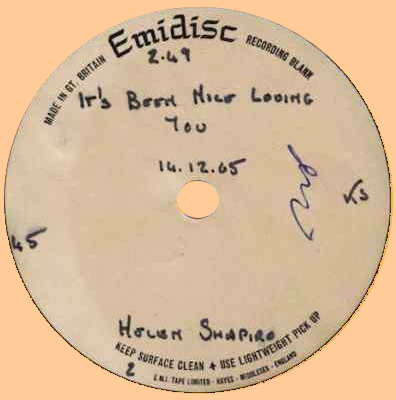 MADE IN GT. BRITAIN
Emidisc
RECORDING BLANK
2.49
It's Been Nice Loving
You
14.12.65
45
Helen Shapiro
KEEP SURFACE CLEAN + USE LIGHTWEIGHT PICK UP
2
E.M.I. TAPE LIMITED · HAYES · MIDDLESEX · ENGLAND